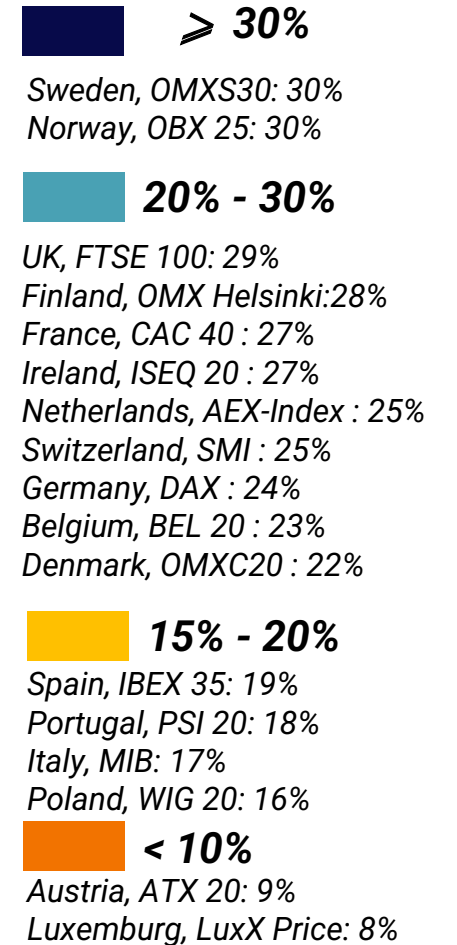 ⩾ 30%
Sweden, OMXS30: 30%
Norway, OBX 25: 30%
20% - 30%
UK, FTSE 100: 29%
Finland, OMX Helsinki:28%
France, CAC 40 : 27%
Ireland, ISEQ 20 : 27%
Netherlands, AEX-Index : 25%
Switzerland, SMI : 25%
Germany, DAX : 24%
Belgium, BEL 20 : 23%
Denmark, OMXC20 : 22%
15% - 20%
Spain, IBEX 35: 19%
Portugal, PSI 20: 18%
Italy, MIB: 17%
Poland, WIG 20: 16%
< 10%
Austria, ATX 20: 9%
Luxemburg, LuxX Price: 8%